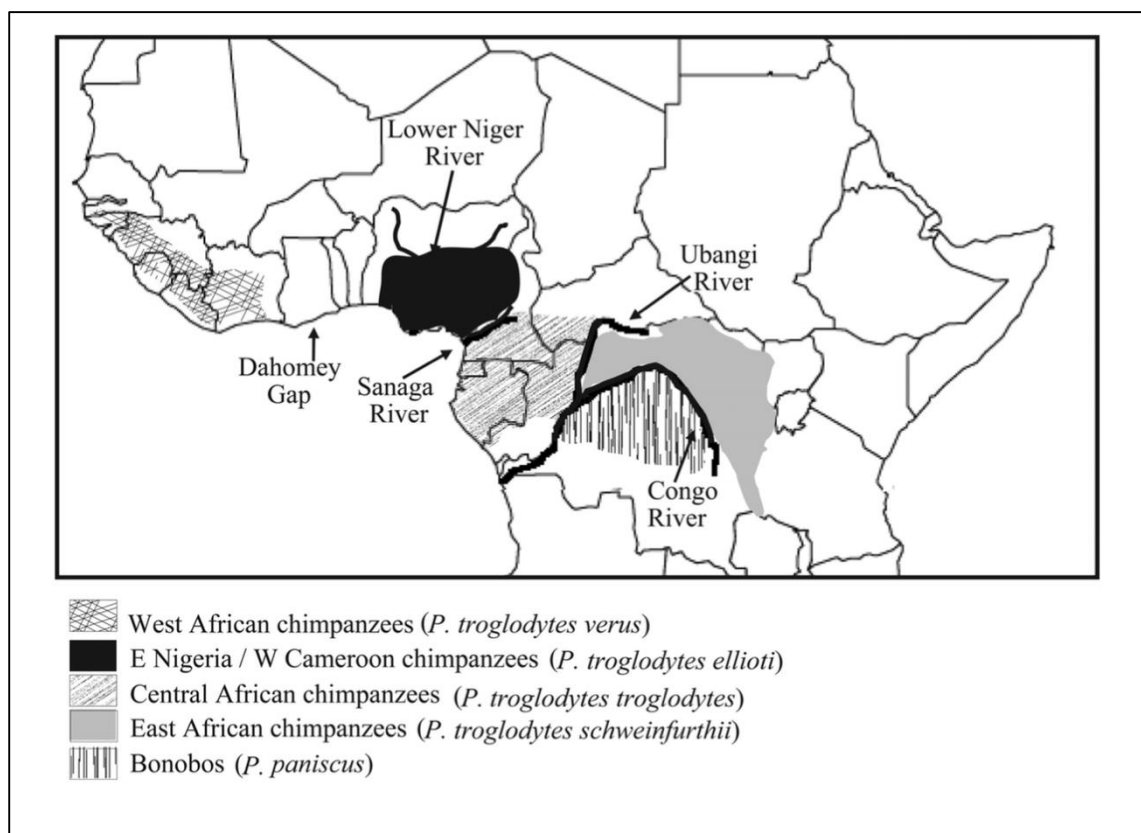 Lower Niger
River
Ubangi
River
Dahomey
Gap
Sanaga
River
Congo
River
West African chimpanzees (P. troglodytes verus)
E Nigeria / W Cameroon chimpanzees (P. troglodytes ellioti)
Central African chimpanzees (P. troglodytes troglodytes)
East African chimpanzees (P. troglodytes schweinfurthii)
Bonobos (P. paniscus)